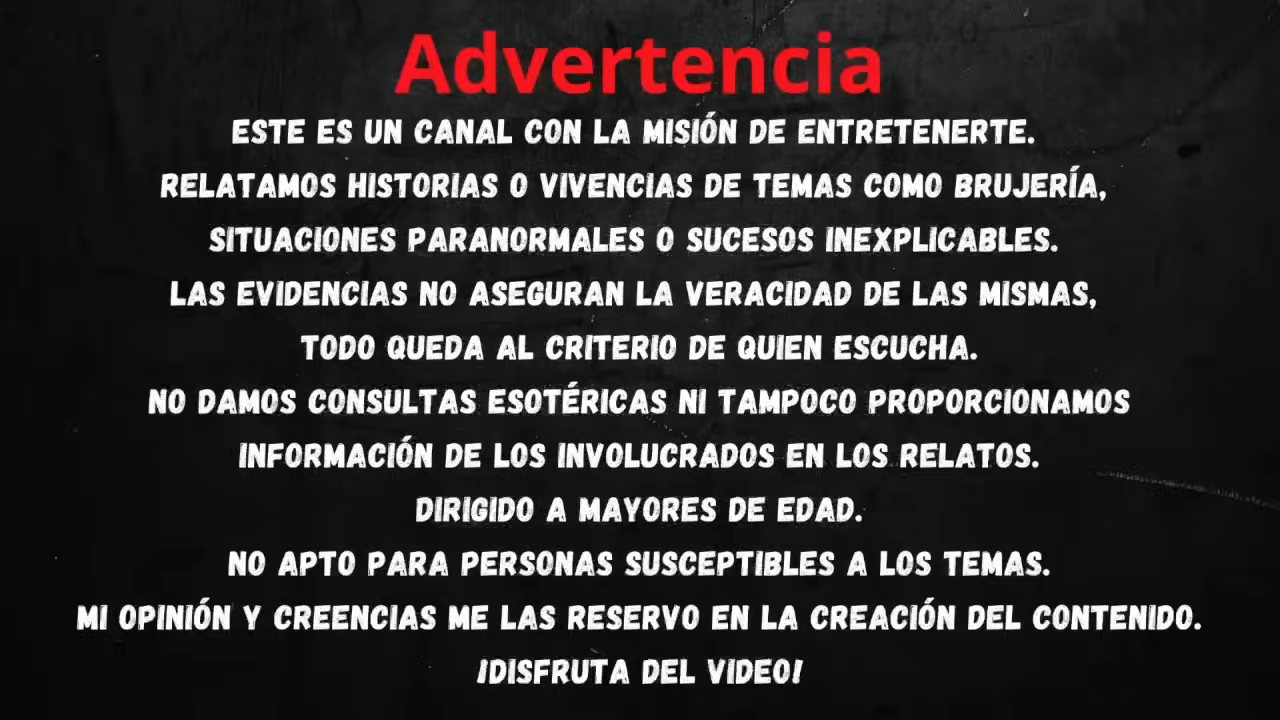 Advertencia
ESTE ES UN CANAL CON LA MISIÓN DE ENTRETENERTE.
RELATAMOS HISTORIAS O VIVENCIAS DE TEMAS COMO BRUJERÍA,
SITUACIONES PARANORMALES O SUCESOS INEXPLICABLES.
LAS EVIDENCIAS NO ASEGURAN LA VERACIDAD DE LAS MISMAS,
TODO QUEDA AL CRITERIO DE QUIEN ESCUCHA.
NO DAMOS CONSULTAS ESOTÉRICAS NI TAMPOCO PROPORCIONAMOS
INFORMACIÓN DE LOS INVOLUCRADOS EN LOS RELATOS.
DIRIGIDO A MAYORES DE EDAD.
NO APTO PARA PERSONAS SUSCEPTIBLES A LOS TEMAS.
MI OPINIÓN Y CREENCIAS ME LAS RESERVO EN LA CREACIÓN DEL CONTENIDO.
¡DISFRUTA DEL VIDEO!